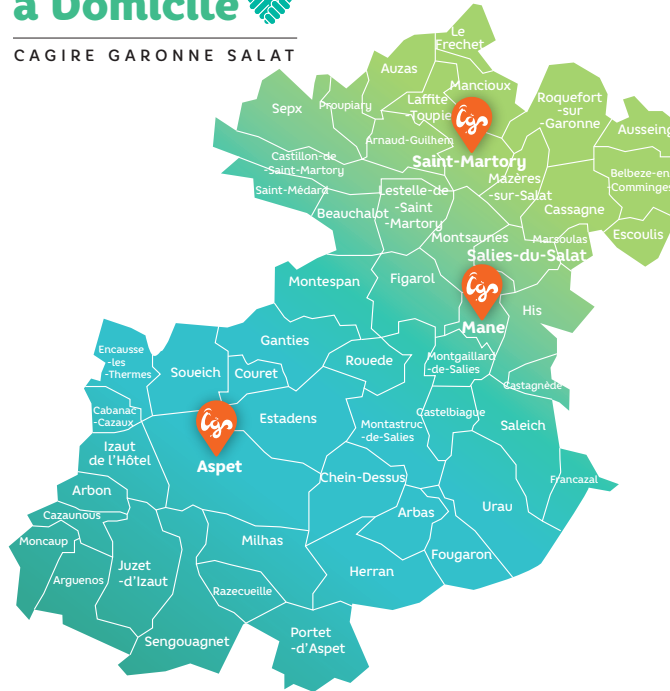 à Domicile
CAGIRE GARONNE SALAT
Le
Frechet
Auzas
Mancioux
Sepx
Proupiary
Laffite
-Toupie
Roquefort
-sur
-Garonne
Ausseing
Arnaud-Guilhem
Saint-Martory
Castillon-de
-Saint-Martory
Mazères
-sur-Salat
Belbeze-en
-Comminges
Saint-Médard
Lestelle-de
-Saint
-Martory
Beauchalot
Cassagne
Montsaunes
Marsoulas
Escoulis
Salies-du-Salat
Montespan
Figarol
His
Mane
Encausse
-les
-Thermes
Ganties
Soueich
Couret
Rouede
Montgaillard
-de-Salies
Castagnède
Cabanac
-Cazaux
Estadens
Castelbiague
Montastruc
-de-Salies
Saleich
Izaut
de l'Hôtel
Aspet
Chein-Dessus
Francazal
Arbon
Cazaunous
Arbas
Urau
Moncaup
Milhas
Fougaron
Juzet
-d'Izaut
Arguenos
Herran
Razecueille
Sengouagnet
Portet
-d'Aspet
Cgs
Cgs
Cgs